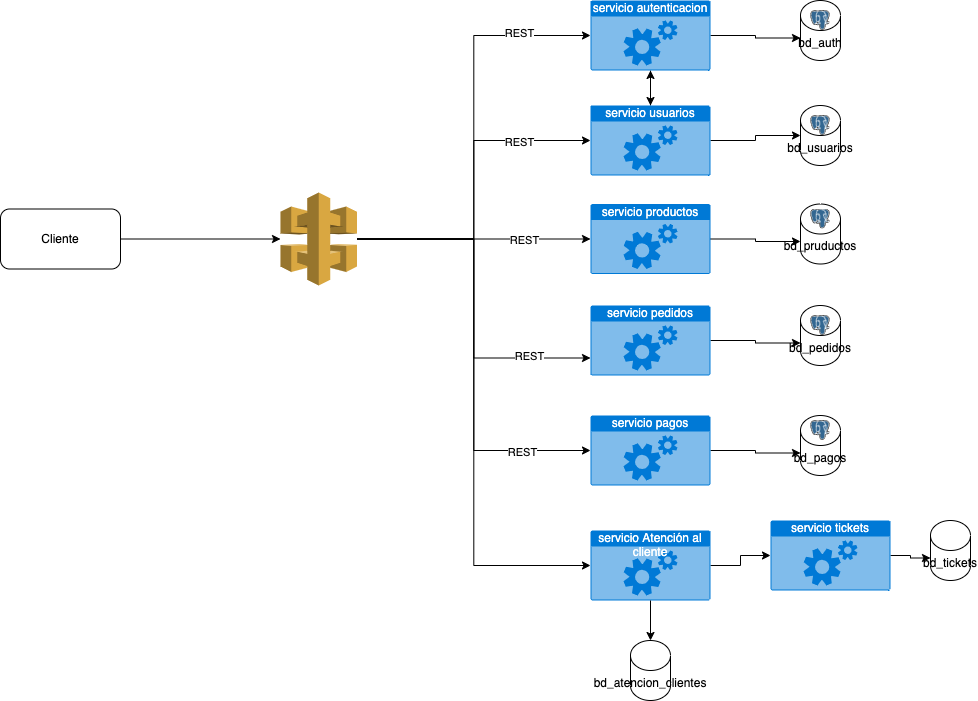 servicio autenticacion
REST
bd_auth
servicio usuarios
REST
bd_usuarios
servicio productos
Cliente
REST
bd_pruductos
servicio pedidos
REST
bd_pedidos
servicio pagos
REST
bd_pagos
servicio Atención al
cliente
servicio tickets
bd_tickets
bd_atencion_clientes